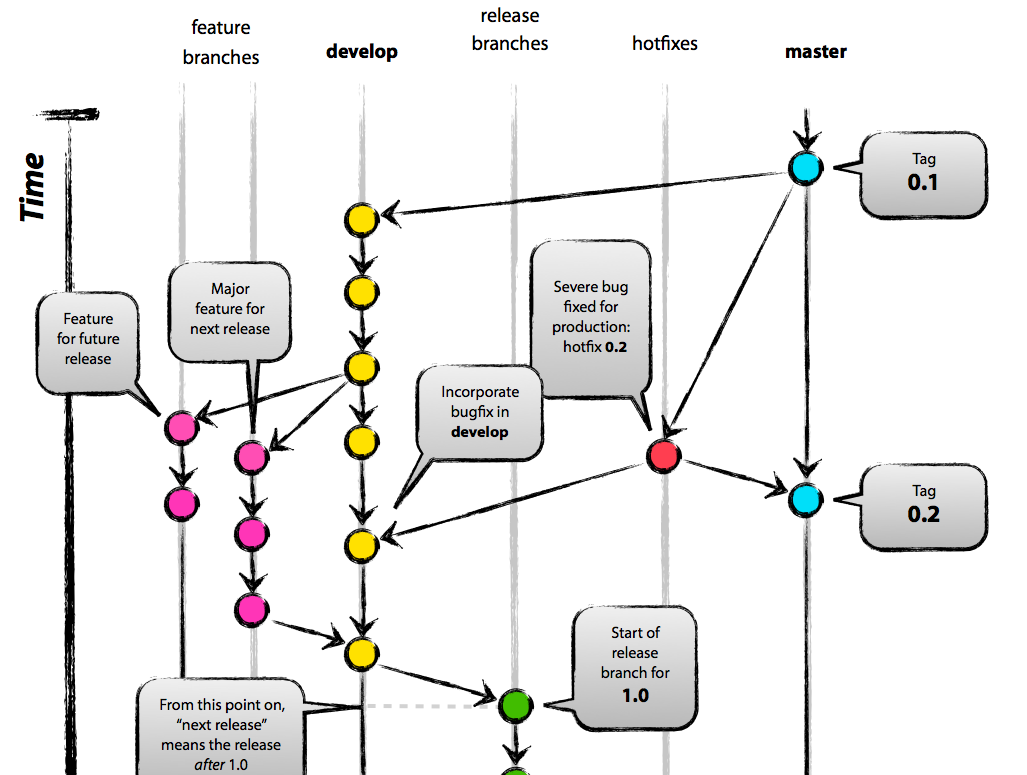 feature
branches
develop
release
branches
hotfixes
master
Time
Tag
0.1
Severe bug
fixed for
production:
hotfix 0.2
Major
feature for
next release
Feature
for future
release
Incorporate
bugfix in
develop
Tag
0.2
Start of
release
branch for
1.0
From this point on,
“next release”
means the release
after 1.0